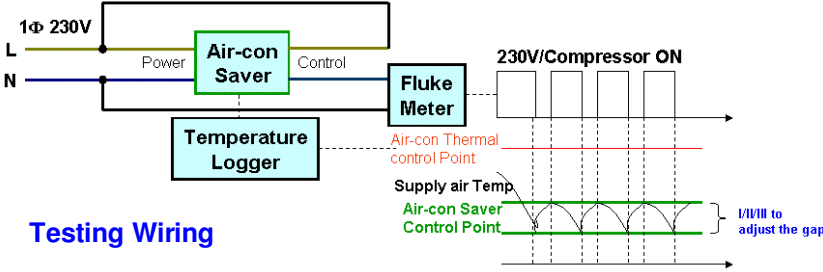 1Φ 230V
L
N
Power
Air-con
Saver
Control
Fluke
Meter
230V/Compressor ON
Temperature
Logger
Air-con Thermal
control Point
Supply air Temp
Air-con Saver
Control Point
I/II/III to
adjust the gap
Testing Wiring